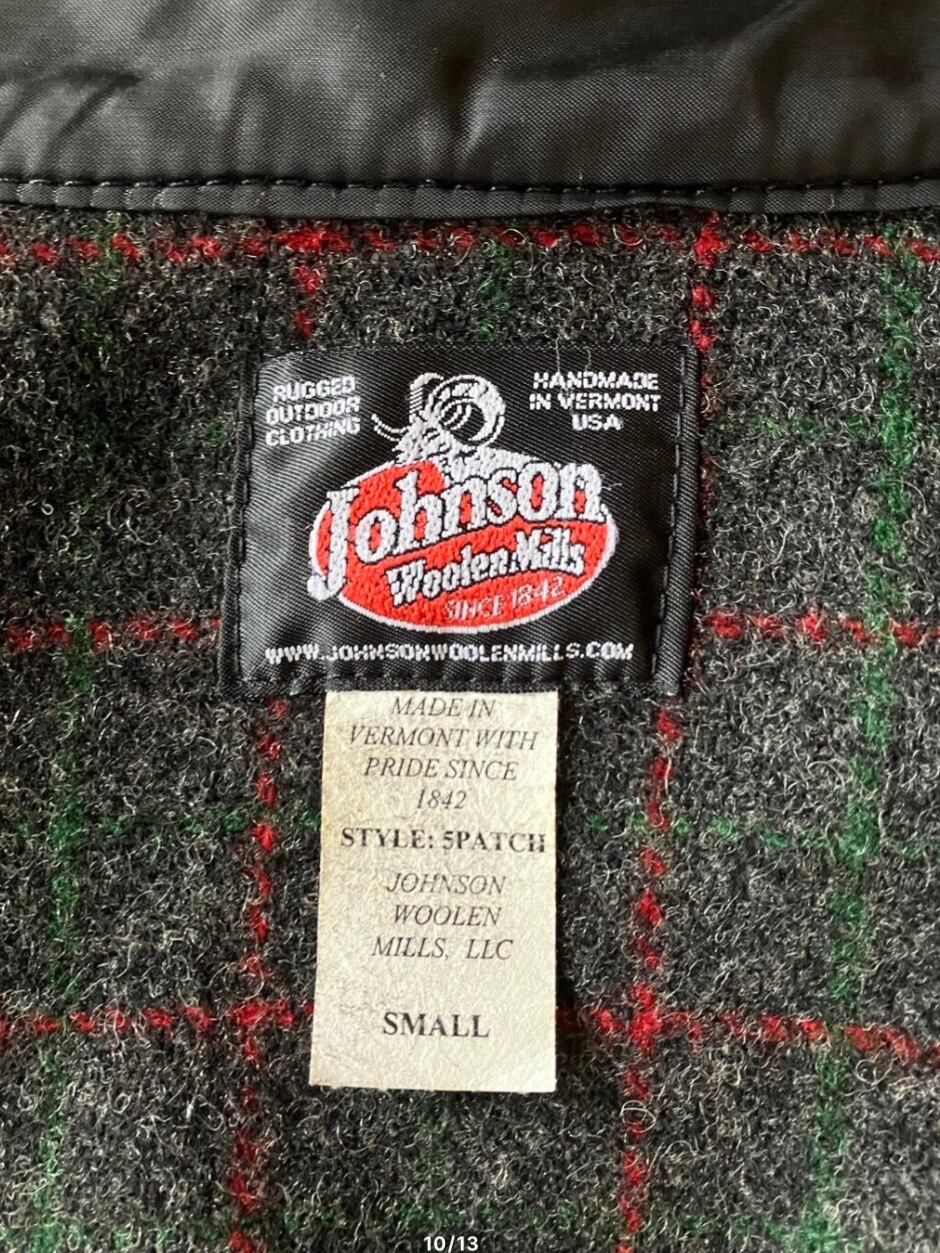 RUGGED
OUTDOOR
CLOTHING
HANDMADE
IN VERMONT
USA
Johnson
Woolen Mills
SINCE 1842
WWW.JOHNSONWOOLENMILLS.COM
MADE IN
VERMONT WITH
PRIDE SINCE
1842
STYLE: 5PATCH
JOHNSON
WOOLEN
MILLS, LLC
SMALL
10/13